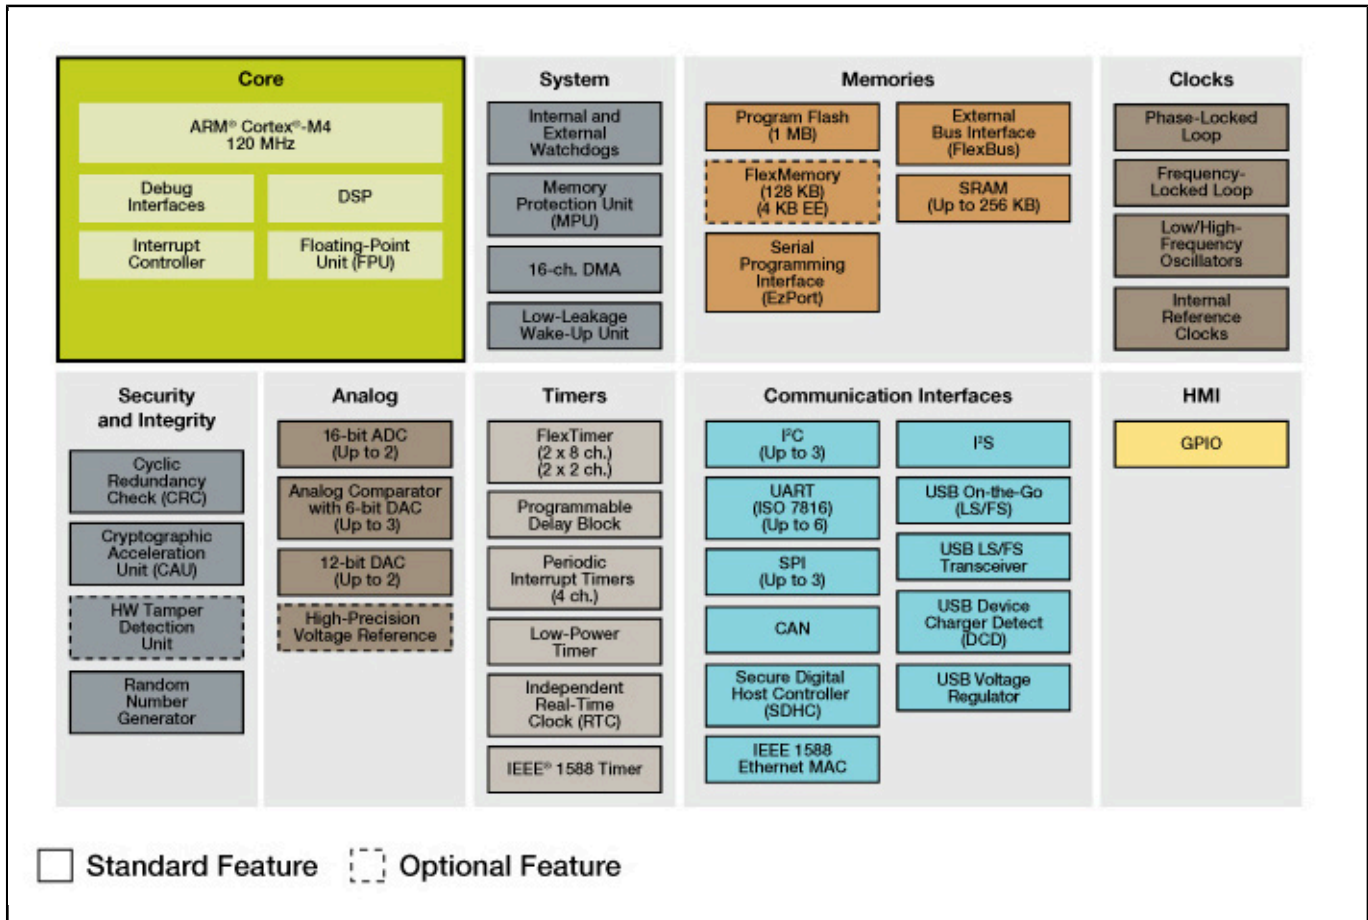 Core
ARM® Cortex®-M4
120 MHz
Debug
Interfaces
DSP
Interrupt
Controller
Floating-Point
Unit (FPU)
System
Internal and
External
Watchdogs
Memory
Protection Unit
(MPU)
16-ch. DMA
Low-Leakage
Wake-Up Unit
Memories
Program Flash
(1 MB)
FlexMemory
(128 KB)
(4 KB EE)
Serial
Programming
Interface
(EzPort)
External
Bus Interface
(FlexBus)
SRAM
(Up to 256 KB)
Clocks
Phase-Locked
Loop
Frequency-
Locked Loop
Low/High-
Frequency
Oscillators
Internal
Reference
Clocks
Security
and Integrity
Cyclic
Redundancy
Check (CRC)
Cryptographic
Acceleration
Unit (CAU)
HW Tamper
Detection
Unit
Random
Number
Generator
Analog
16-bit ADC
(Up to 2)
Analog Comparator
with 6-bit DAC
(Up to 3)
12-bit DAC
(Up to 2)
High-Precision
Voltage Reference
Timers
FlexTimer
(2 x 8 ch.)
(2 x 2 ch.)
Programmable
Delay Block
Periodic
Interrupt Timers
(4 ch.)
Low-Power
Timer
Independent
Real-Time
Clock (RTC)
IEEE® 1588 Timer
Communication Interfaces
I²C
(Up to 3)
UART
(ISO 7816)
(Up to 6)
SPI
(Up to 3)
CAN
Secure Digital
Host Controller
(SDHC)
IEEE 1588
Ethernet MAC
I²S
USB On-the-Go
(LS/FS)
USB LS/FS
Transceiver
USB Device
Charger Detect
(DCD)
USB Voltage
Regulator
HMI
GPIO
Standard Feature
Optional Feature